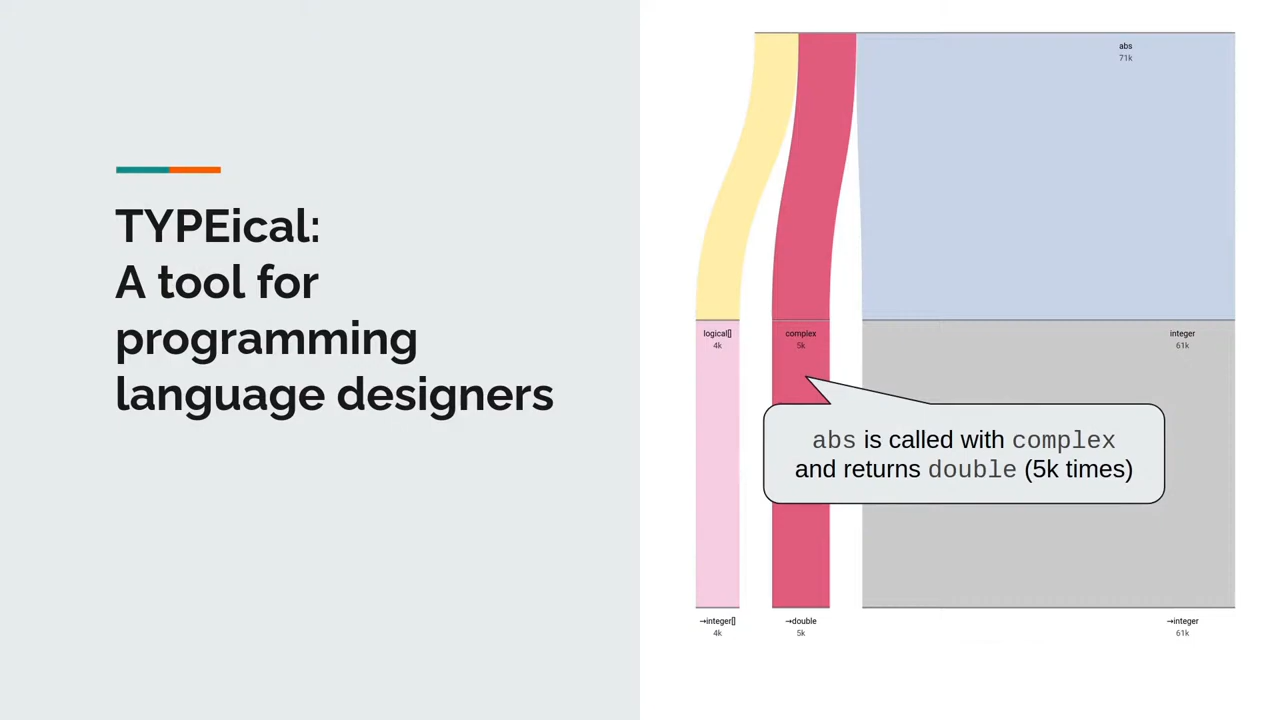 TYPEical:
A tool for
programming
language designers
abs
71k
logical[]
4k
complex
5k
integer
61k
abs is called with complex
and returns double (5k times)
→integer[]
4k
→double
5k
→integer
61k